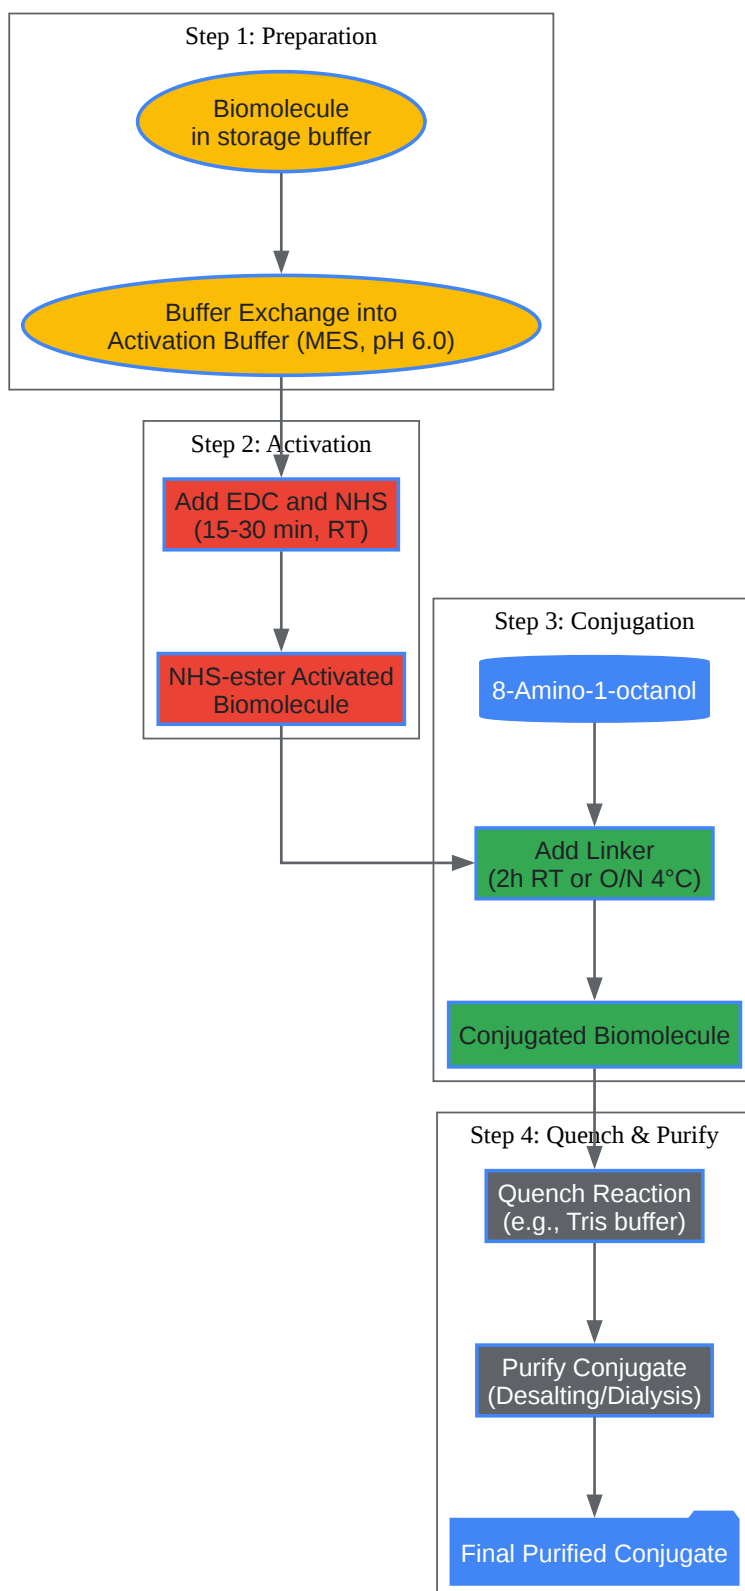 Step 1: Preparation
Biomolecule
in storage buffer
Buffer Exchange into
Activation Buffer (MES, pH 6.0)
Step 2: Activation
Add EDC and NHS
(15-30 min, RT)
NHS-ester Activated
Biomolecule
Step 3: Conjugation
8-Amino-1-octanol
Add Linker
(2h RT or O/N 4°C)
Conjugated Biomolecule
Step 4: Quench & Purify
Quench Reaction
(e.g., Tris buffer)
Purify Conjugate
(Desalting/Dialysis)
Final Purified Conjugate